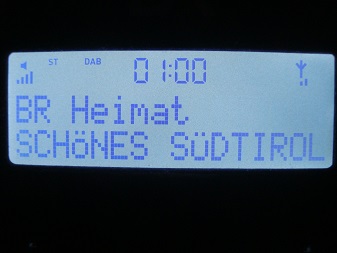 ST DAB 01:00
BR Heimat
SCHöNES SüDTIROL